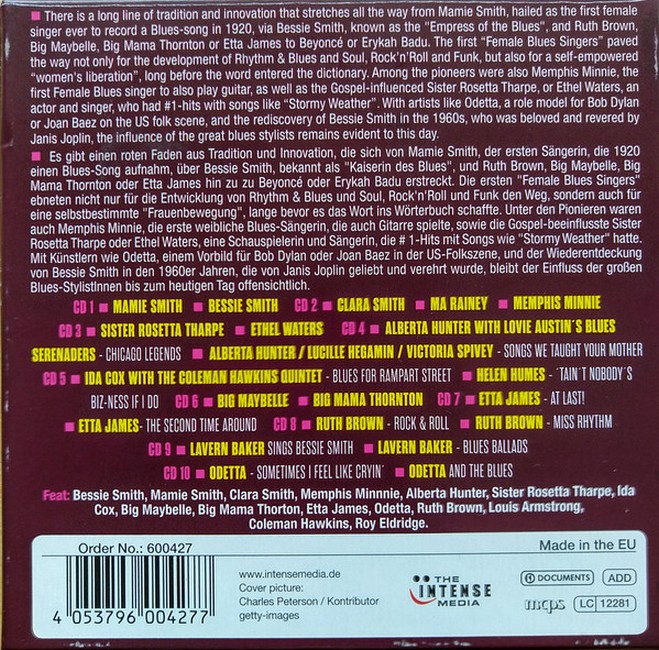 ■ There is a long line of tradition and innovation that stretches all the way from Mamie Smith, hailed as the first female
singer ever to record a Blues-song in 1920, via Bessie Smith, known as the "Empress of the Blues", and Ruth Brown,
Big Maybelle, Big Mama Thornton or Etta James to Beyoncé or Erykah Badu. The first "Female Blues Singers" paved
the way not only for the development of Rhythm & Blues and Soul, Rock'n'Roll and Funk, but also for a self-empowered
"women's liberation", long before the word entered the dictionary. Among the pioneers were also Memphis Minnie, the
first Female Blues singer to also play guitar, as well as the Gospel-influenced Sister Rosetta Tharpe, or Ethel Waters, an
actor and singer, who had #1-hits with songs like "Stormy Weather". With artists like Odetta, a role model for Bob Dylan
or Joan Baez on the US folk scene, and the rediscovery of Bessie Smith in the 1960s, who was beloved and revered by
Janis Joplin, the influence of the great blues stylists remains evident to this day.
■ Es gibt einen roten Faden aus Tradition und Innovation, die sich von Mamie Smith, der ersten Sängerin, die 1920
einen Blues-Song aufnahm, über Bessie Smith, bekannt als "Kaiserin des Blues", und Ruth Brown, Big Maybelle, Big
Mama Thornton oder Etta James hin zu zu Beyoncé oder Erykah Badu erstreckt. Die ersten "Female Blues Singers"
ebneten nicht nur für die Entwicklung von Rhythm & Blues und Soul, Rock'n'Roll und Funk den Weg, sondern auch für
eine selbstbestimmte "Frauenbewegung", lange bevor es das Wort ins Wörterbuch schaffte. Unter den Pionieren waren
auch Memphis Minnie, die erste weibliche Blues-Sängerin, die auch Gitarre spielte, sowie die Gospel-beeinflusste Sister
Rosetta Tharpe oder Ethel Waters, eine Schauspielerin und Sängerin, die # 1-Hits mit Songs wie "Stormy Weather" hatte.
Mit Künstlern wie Odetta, einem Vorbild für Bob Dylan oder Joan Baez in der US-Folkszene, und der Wiederentdeckung
von Bessie Smith in den 1960er Jahren, die von Janis Joplin geliebt und verehrt wurde, bleibt der Einfluss der großen
Blues-StylistInnen bis zum heutigen Tag offensichtlich.
CD 1 ■ MAMIE SMITH ■ BESSIE SMITH CD 2 ■ CLARA SMITH ■ MA RAINEY ■ MEMPHIS MINNIE
CD 3 ■ SISTER ROSETTA THARPE ■ ETHEL WATERS CD 4 ■ ALBERTA HUNTER WITH LOVIE AUSTIN´S BLUES
SERENADERS - CHICAGO LEGENDS ■ ALBERTA HUNTER / LUCILLE HEGAMIN / VICTORIA SPIVEY - SONGS WE TAUGHT YOUR MOTHER
CD 5 ■ IDA COX WITH THE COLEMAN HAWKINS QUINTET - BLUES FOR RAMPART STREET ■ HELEN HUMES - ´TAIN´T NOBODY´S
BIZ-NESS IF I DO CD 6 ■ BIG MAYBELLE ■ BIG MAMA THORNTON CD 7 ■ ETTA JAMES - AT LAST!
■ ETTA JAMES- THE SECOND TIME AROUND CD 8 ■ RUTH BROWN - ROCK & ROLL ■ RUTH BROWN - MISS RHYTHM
CD 9 ■ LAVERN BAKER SINGS BESSIE SMITH ■ LAVERN BAKER - BLUES BALLADS
CD 10 ■ ODETTA - SOMETIMES I FEEL LIKE CRYIN´ ■ ODETTA AND THE BLUES
Feat: Bessie Smith, Mamie Smith, Clara Smith, Memphis Minnnie, Alberta Hunter, Sister Rosetta Tharpe, Ida
Cox, Big Maybelle, Big Mama Thorton, Etta James, Odetta, Ruth Brown, Louis Armstrong,
Coleman Hawkins, Roy Eldridge.
Order No.: 600427
Made in the EU
www.intensemedia.de
Cover picture:
Charles Peterson / Kontributor
getty-images
THE
INTENSE
MEDIA
DOCUMENTS
ADD
mcps
LC 12281
4 053796 004277